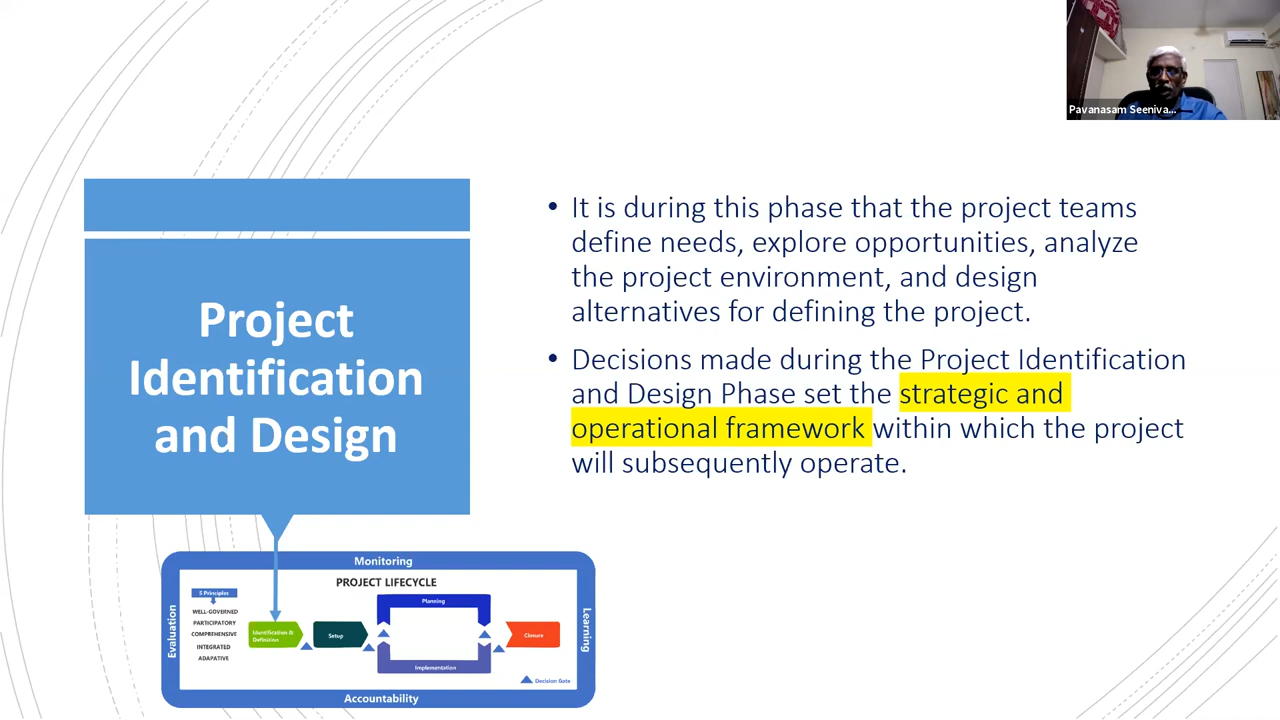 Pavanasam Seeniva...
Project
Identification
and Design
• It is during this phase that the project teams
define needs, explore opportunities, analyze
the project environment, and design
alternatives for defining the project.
• Decisions made during the Project Identification
and Design Phase set the strategic and
operational framework within which the project
will subsequently operate.
Monitoring
PROJECT LIFECYCLE
Evaluation
5 Principles
WELL-GOVERNED
PARTICIPATORY
COMPREHENSIVE
INTEGRATED
ADAPTIVE
Identification &
Definition
Setup
Planning
Implementation
Closure
Decision Gate
Learning
Accountability